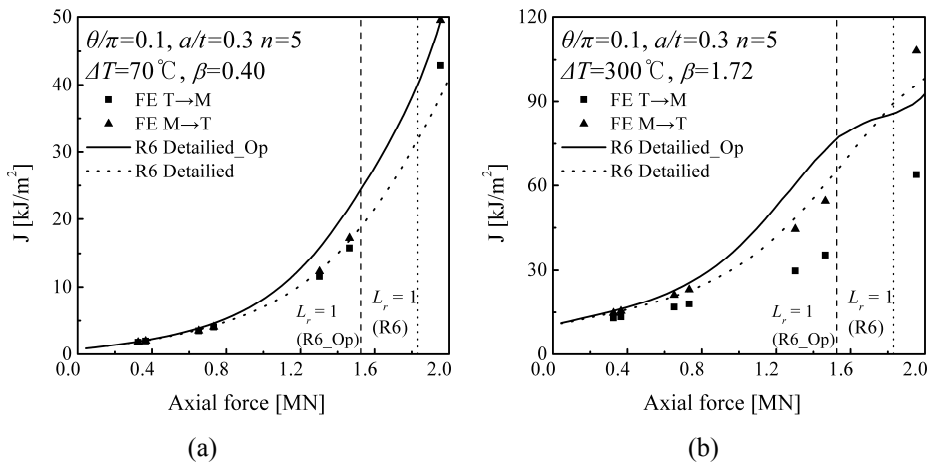 50
40
30
20
10
0
J [kJ/m²]
θ/π=0.1, a/t=0.3 n=5
ΔT=70℃, β=0.40
FE T→M
FE M→T
R6 Detailied_Op
R6 Detailied
Lr = 1
(R6_Op)
Lr = 1
(R6)
0.0 0.4 0.8 1.2 1.6 2.0
Axial force [MN]
(a)
120
90
60
30
0
J [kJ/m²]
θ/π=0.1, a/t=0.3 n=5
ΔT=300℃, β=1.72
FE T→M
FE M→T
R6 Detailied_Op
R6 Detailied
Lr = 1
(R6_Op)
Lr = 1
(R6)
0.0 0.4 0.8 1.2 1.6 2.0
Axial force [MN]
(b)